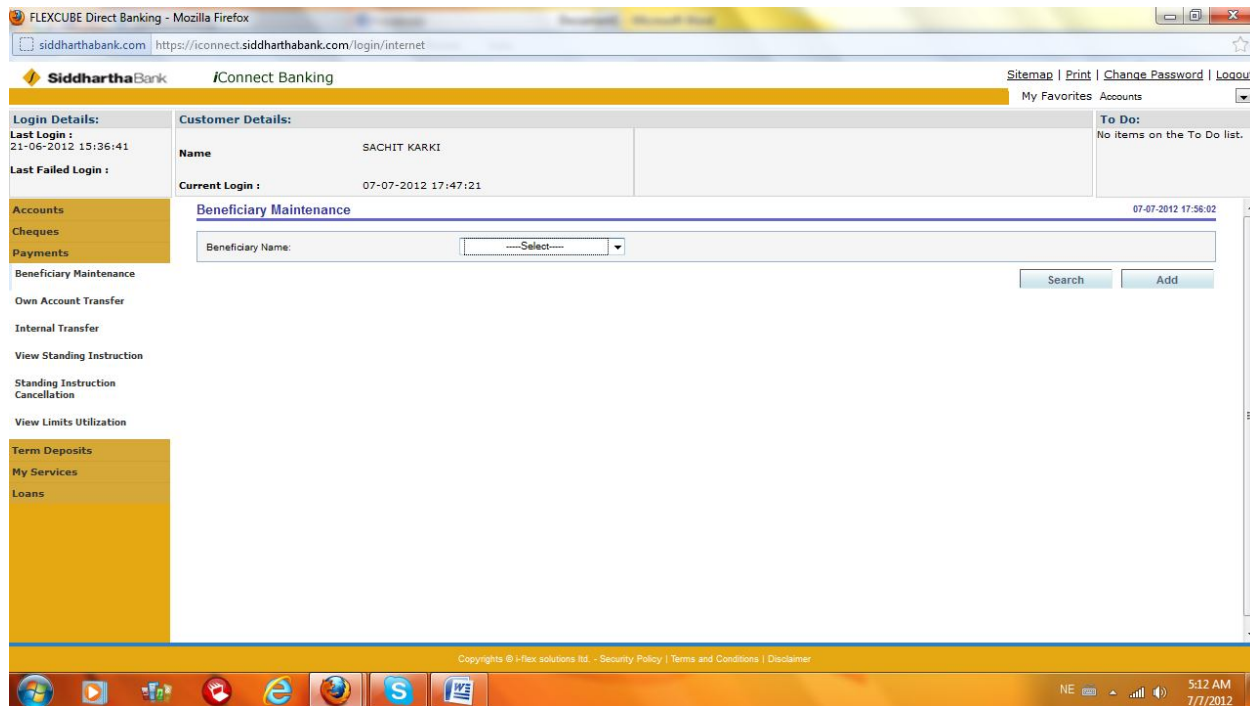 FLEXCUBE Direct Banking - Mozilla Firefox
siddharthabank.com https://iconnect.siddharthabank.com/login/internet
SiddharthaBank iConnect Banking Sitemap | Print | Change Password | Logou
My Favorites Accounts
Login Details: Customer Details: To Do:
Last Login :
21-06-2012 15:36:41
Last Failed Login :
Name SACHIT KARKI
Current Login : 07-07-2012 17:47:21
No items on the To Do list.
Accounts
Cheques
Payments
Beneficiary Maintenance
Own Account Transfer
Internal Transfer
View Standing Instruction
Standing Instruction
Cancellation
View Limits Utilization
Term Deposits
My Services
Loans
Beneficiary Maintenance 07-07-2012 17:56:02
Beneficiary Name: -----Select-----
Search Add
Copyrights © i-flex solutions ltd. - Security Policy | Terms and Conditions | Disclaimer
NE 5:12 AM
7/7/2012